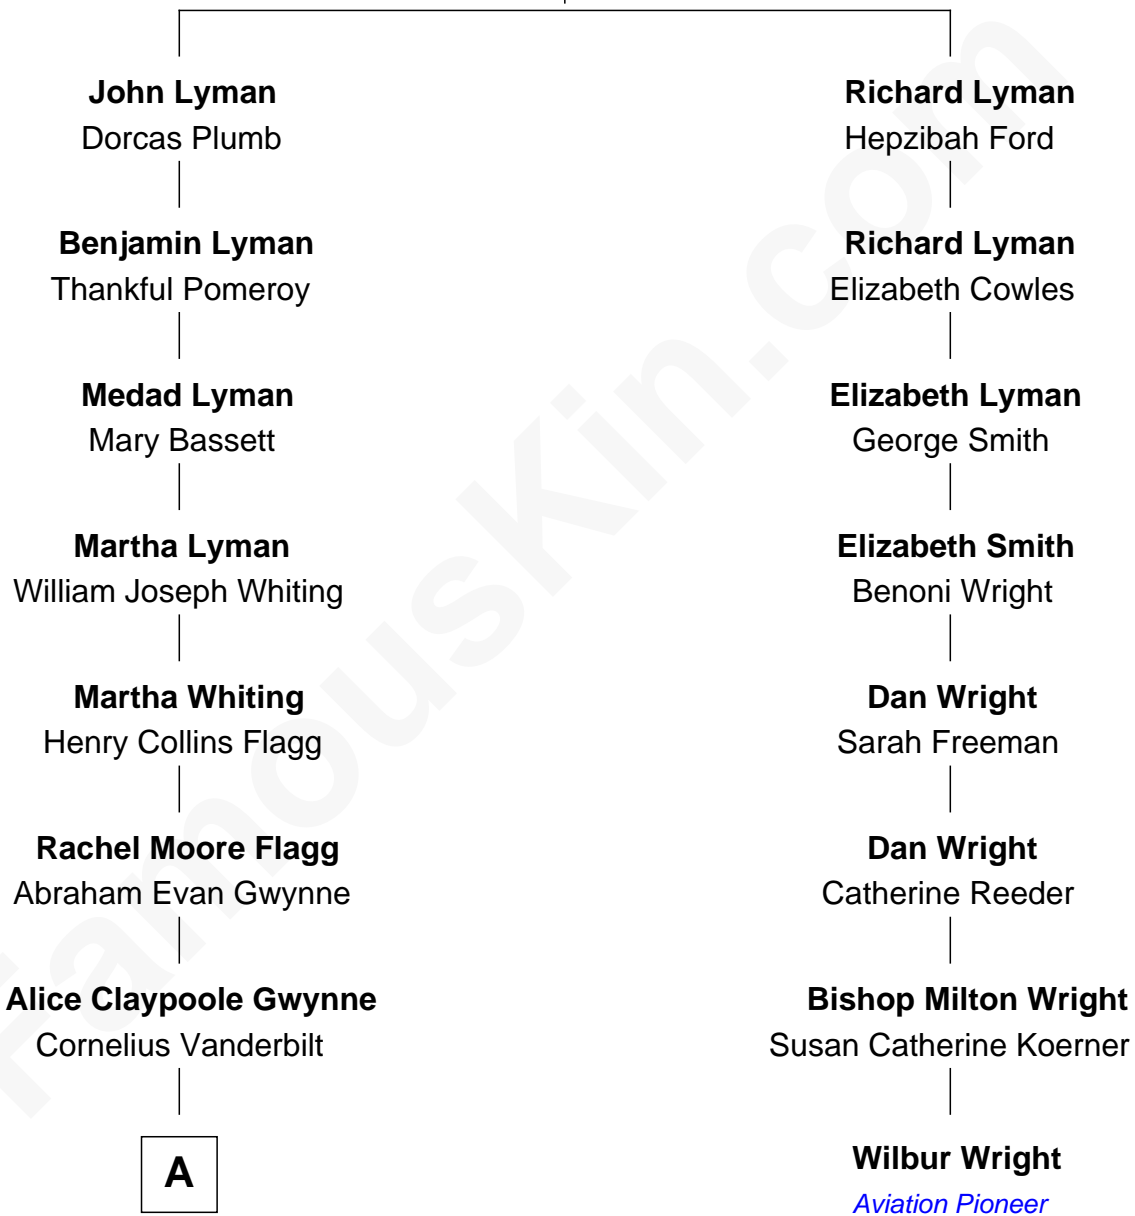 John Lyman
Dorcas Plumb
Richard Lyman
Hepzibah Ford
Benjamin Lyman
Thankful Pomeroy
Richard Lyman
Elizabeth Cowles
Medad Lyman
Mary Bassett
Elizabeth Lyman
George Smith
Martha Lyman
William Joseph Whiting
Elizabeth Smith
Benoni Wright
Martha Whiting
Henry Collins Flagg
Dan Wright
Sarah Freeman
Rachel Moore Flagg
Abraham Evan Gwynne
Dan Wright
Catherine Reeder
Alice Claypoole Gwynne
Cornelius Vanderbilt
Bishop Milton Wright
Susan Catherine Koerner
A
Wilbur Wright
Aviation Pioneer
FamousKin.com